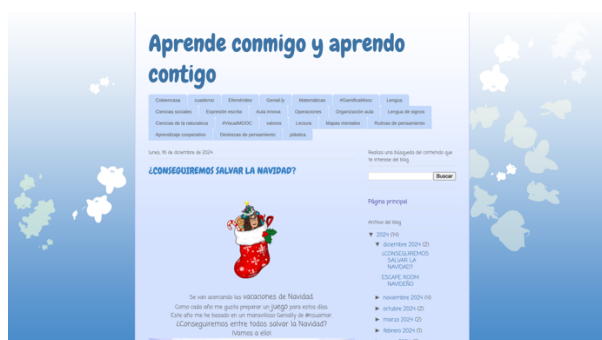 Aprende conmigo y aprendo
contigo
Cobiencasa cuaderno Efemérides Genial.ly Matemáticas #GamificaMooc Lengua
Ciencias sociales Expresión escrita Aula innova Operaciones Organización aula Lengua de signos
Ciencias de la naturaleza #VisualMOOC valores Lectura Mapas mentales Rutinas de pensamiento
Aprendizaje cooperativo Destrezas de pensamiento plástica
lunes, 16 de diciembre de 2024
¿CONSEGUIREMOS SALVAR LA NAVIDAD?
Se van acercando las vacaciones de Navidad.
Como cada año me gusta preparar un juego para estos días.
Este año me he basado en un maravilloso Genially de
¿Conseguiremos entre todos salvar la Navidad?
¡Vamos a ello!
Realiza una búsqueda del contenido que
te interese del blog
Buscar
Página principal
Archivo del blog
▼ 2024 (14)
▼ diciembre 2024 (2)
¿CONSEGUIREMOS
SALVAR LA
NAVIDAD?
ESCAPE ROOM
NAVIDEÑO
► noviembre 2024 (4)
► octubre 2024 (2)
► marzo 2024 (2)
► febrero 2024 (1)